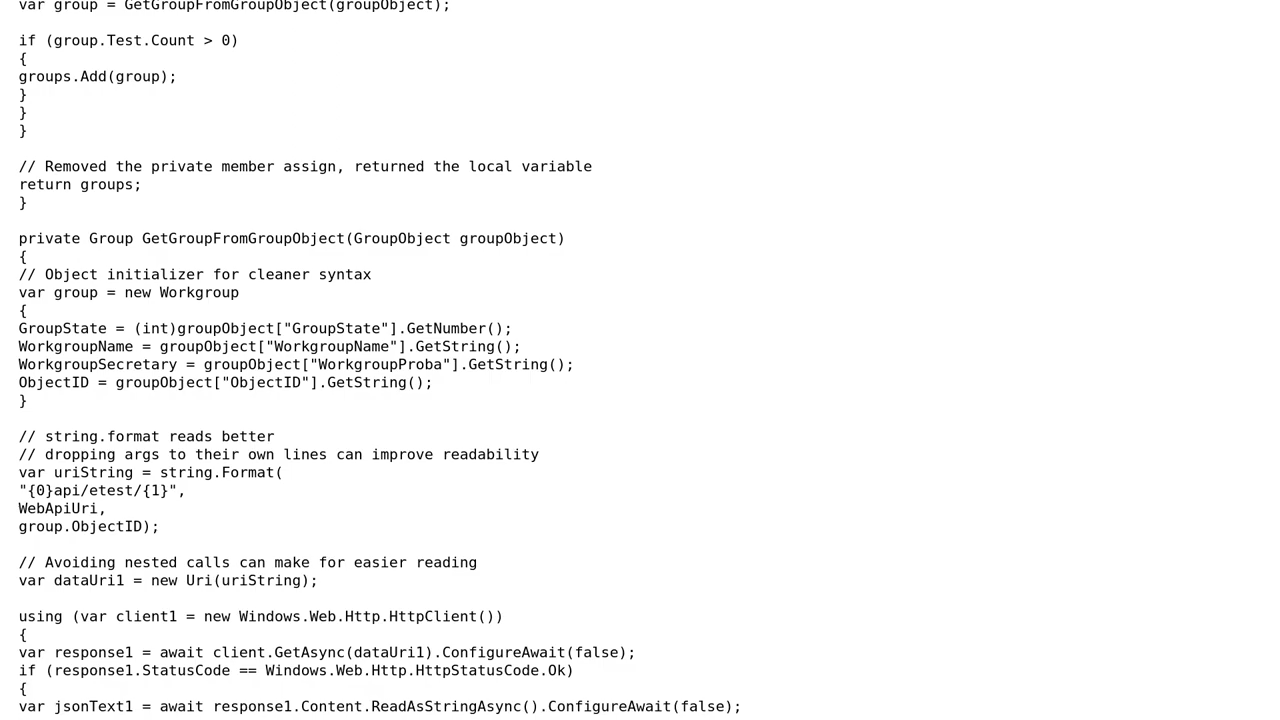 var group = GetGroupFromGroupObject(groupObject);
if (group.Test.Count > 0)
{
groups.Add(group);
}
}
}
// Removed the private member assign, returned the local variable
return groups;
}
private Group GetGroupFromGroupObject(GroupObject groupObject)
{
// Object initializer for cleaner syntax
var group = new Workgroup
{
GroupState = (int)groupObject["GroupState"].GetNumber();
WorkgroupName = groupObject["WorkgroupName"].GetString();
WorkgroupSecretary = groupObject["WorkgroupProba"].GetString();
ObjectID = groupObject["ObjectID"].GetString();
}
// string.format reads better
// dropping args to their own lines can improve readability
var uriString = string.Format(
"{0}api/etest/{1}",
WebApiUri,
group.ObjectID);
// Avoiding nested calls can make for easier reading
var dataUri1 = new Uri(uriString);
using (var client1 = new Windows.Web.Http.HttpClient())
{
var response1 = await client.GetAsync(dataUri1).ConfigureAwait(false);
if (response1.StatusCode == Windows.Web.Http.HttpStatusCode.Ok)
{
var jsonText1 = await response1.Content.ReadAsStringAsync().ConfigureAwait(false);